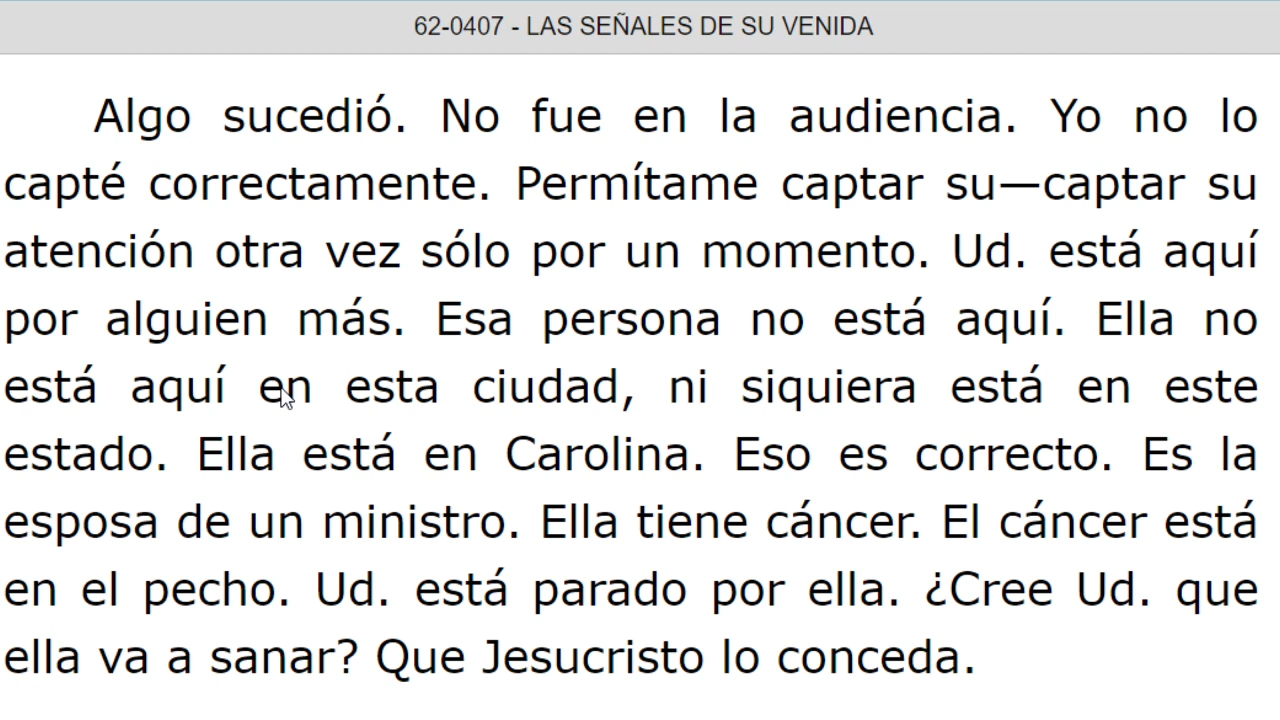 62-0407 - LAS SEÑALES DE SU VENIDA
Algo sucedió. No fue en la audiencia. Yo no lo
capté correctamente. Permítame captar su—captar su
atención otra vez sólo por un momento. Ud. está aquí
por alguien más. Esa persona no está aquí. Ella no
está aquí en esta ciudad, ni siquiera está en este
estado. Ella está en Carolina. Eso es correcto. Es la
esposa de un ministro. Ella tiene cáncer. El cáncer está
en el pecho. Ud. está parado por ella. ¿Cree Ud. que
ella va a sanar? Que Jesucristo lo conceda.